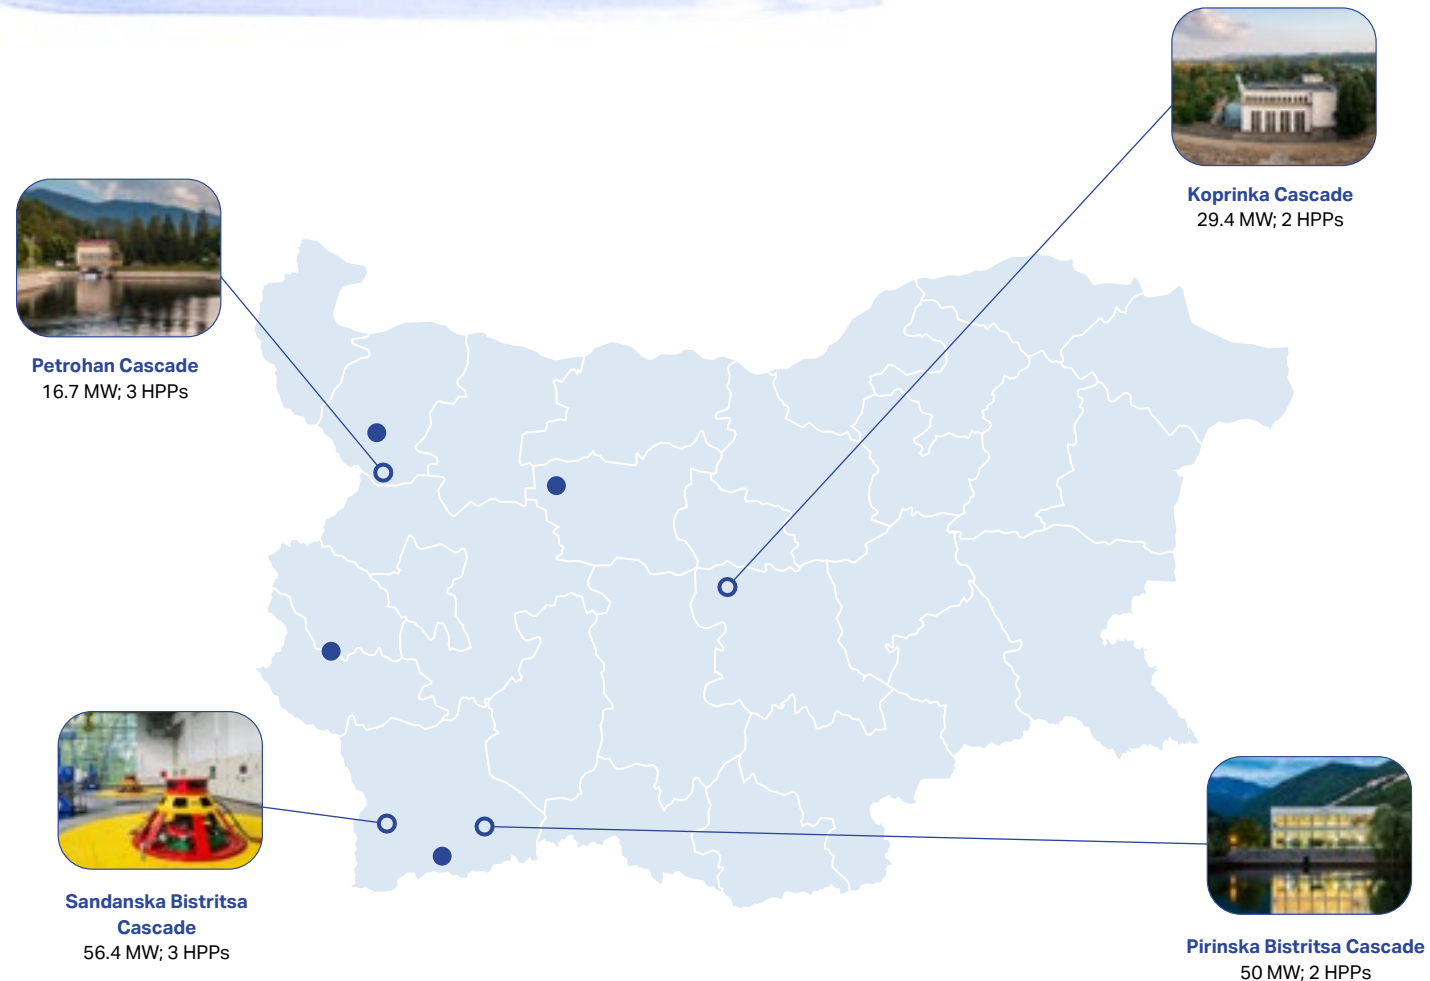 Koprinka Cascade
29.4 MW; 2 HPPs
Petrohan Cascade
16.7 MW; 3 HPPs
Sandanska Bistritsa
Cascade
56.4 MW; 3 HPPs
Pirinska Bistritsa Cascade
50 MW; 2 HPPs